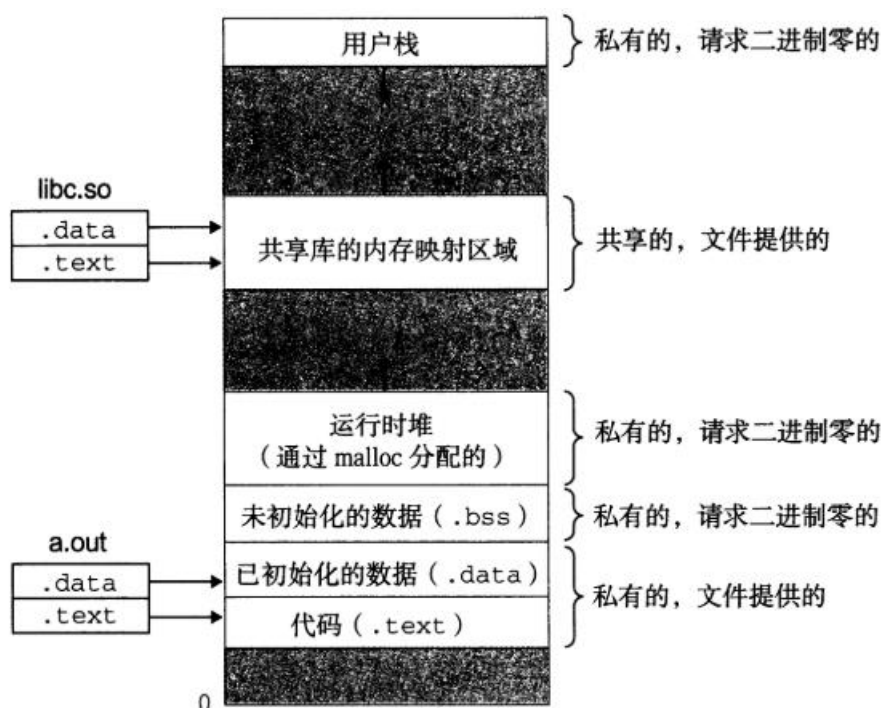 用户栈
私有的，请求二进制零的
libc.so
.data
.text
共享库的内存映射区域
共享的，文件提供的
运行时堆
（通过 malloc 分配的）
私有的，请求二进制零的
未初始化的数据（.bss）
私有的，请求二进制零的
a.out
.data
.text
已初始化的数据（.data）
代码（.text）
私有的，文件提供的
0